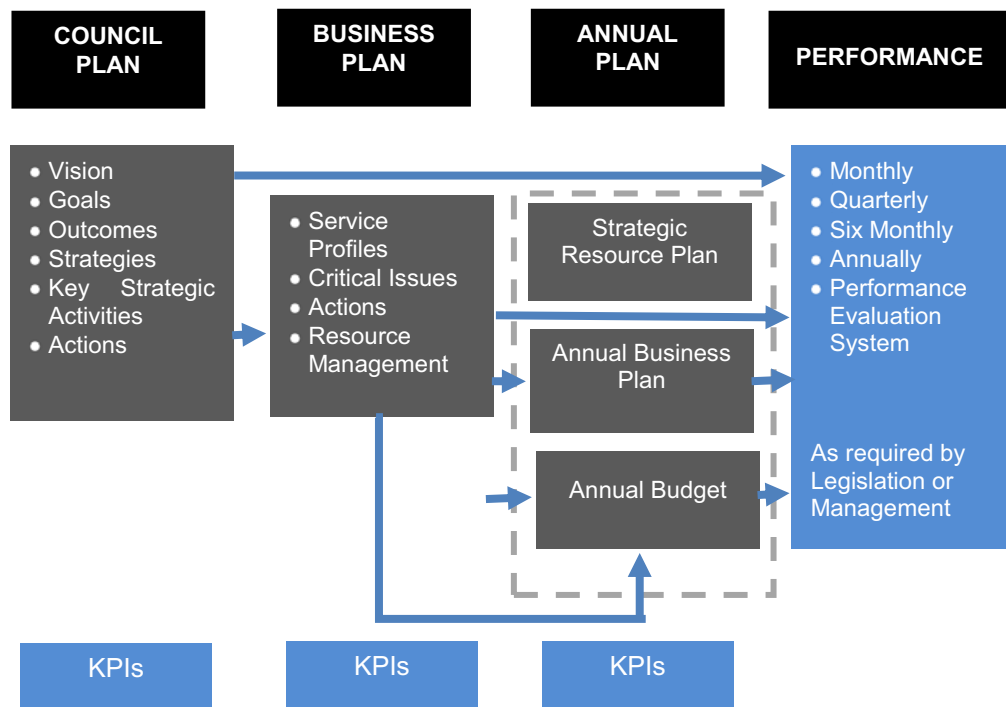 COUNCIL
PLAN
BUSINESS
PLAN
ANNUAL
PLAN
PERFORMANCE
• Vision
• Goals
• Outcomes
• Strategies
• Key Strategic
Activities
• Actions
• Service
Profiles
• Critical Issues
• Actions
• Resource
Management
Strategic
Resource Plan
Annual Business
Plan
Annual Budget
• Monthly
• Quarterly
• Six Monthly
• Annually
• Performance
Evaluation
System
As required by
Legislation or
Management
KPIs
KPIs
KPIs